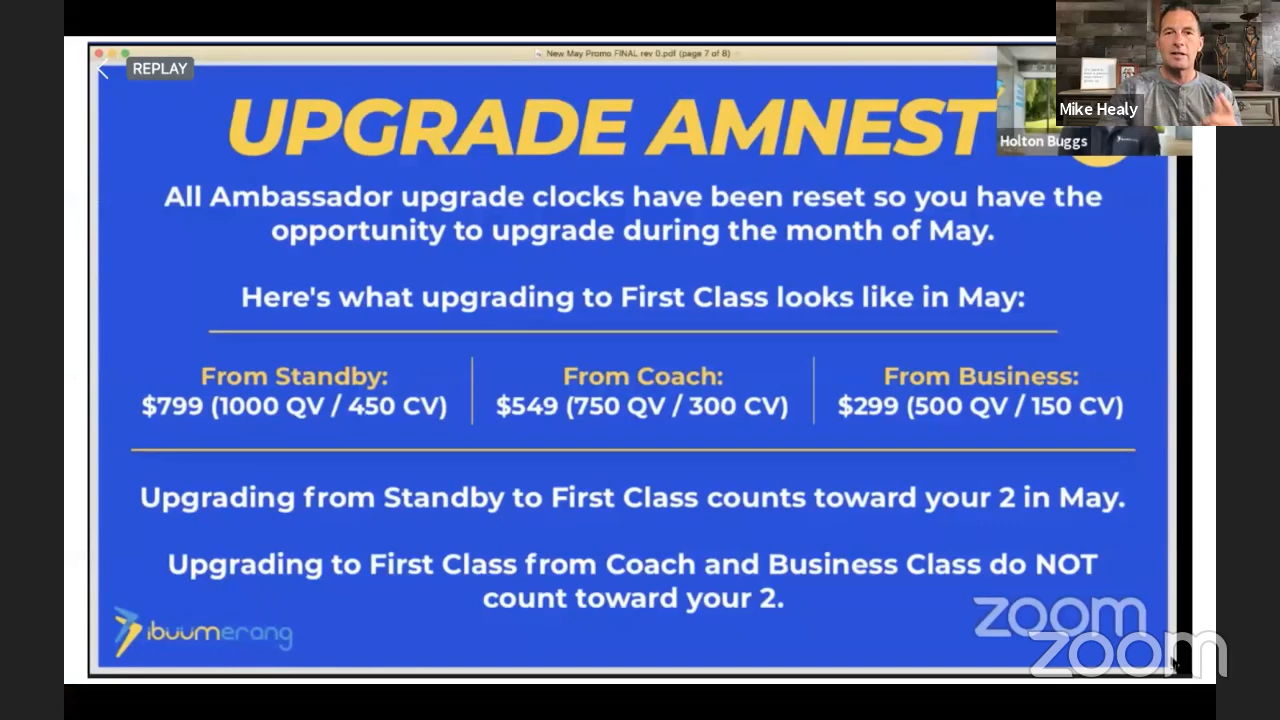 New May Promo FINAL rev 0.pdf (page 7 of 8)
REPLAY
Mike Healy
Holton Buggs
UPGRADE AMNEST
All Ambassador upgrade clocks have been reset so you have the
opportunity to upgrade during the month of May.
Here's what upgrading to First Class looks like in May:
From Standby:
$799 (1000 QV / 450 CV)
From Coach:
$549 (750 QV / 300 CV)
From Business:
$299 (500 QV / 150 CV)
Upgrading from Standby to First Class counts toward your 2 in May.
Upgrading to First Class from Coach and Business Class do NOT
count toward your 2.
ibuumerang
zoom
zoom